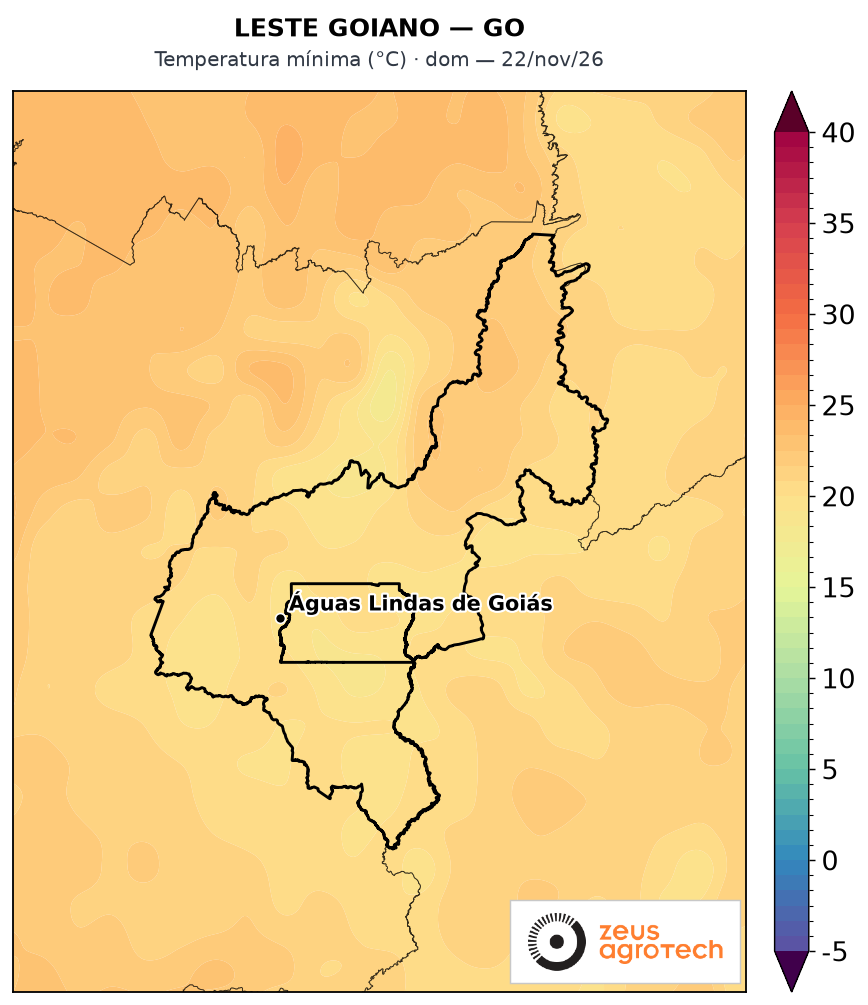 LESTE GOIANO — GO
Temperatura mínima (°C) · dom — 22/nov/26
40
35
30
25
20
15
10
5
0
-5
Águas Lindas de Goiás
zeus
agrotech